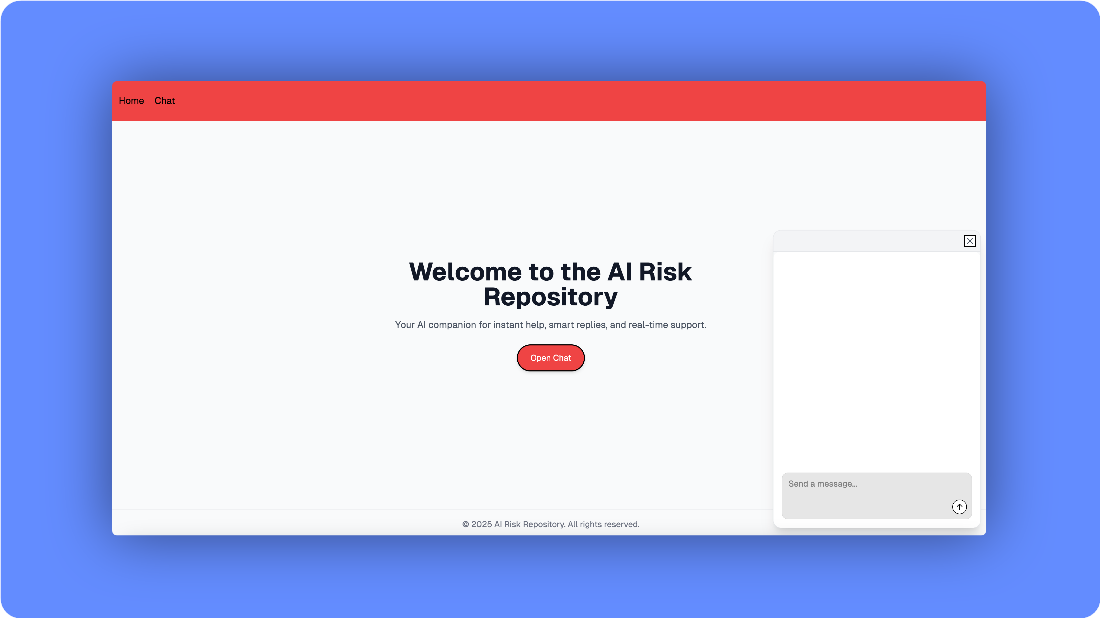 Home Chat
Welcome to the AI Risk
Repository
Your AI companion for instant help, smart replies, and real-time support.
Open Chat
Send a message...
© 2025 AI Risk Repository. All rights reserved.